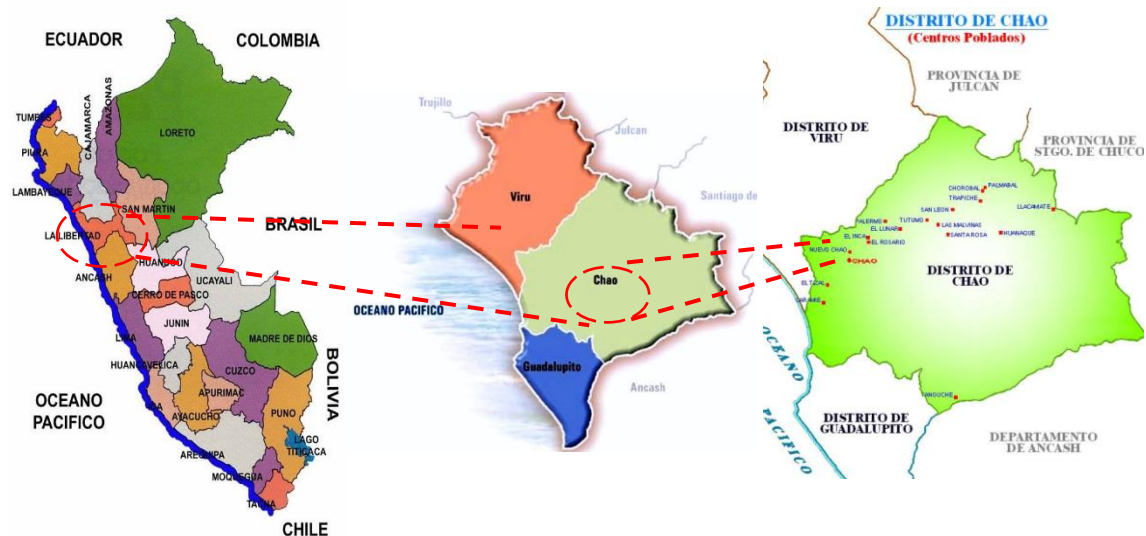 ECUADOR
COLOMBIA
TUMBES
PIURA
CAJAMARCA
AMAZONAS
LORETO
LAMBAYEQUE
SAN MARTIN
BRASIL
LA LIBERTAD
HUANUCO
ANCASH
UCAYALI
CERRO DE PASCO
JUNIN
LIMA
MADRE DE DIOS
HUANCAVELICA
CUZCO
BOLIVIA
OCEANO
PACIFICO
APURIMAC
AYACUCHO
PUNO
LAGO
TITICACA
AREQUIPA
MOQUEGUA
TACNA
CHILE
Trujillo
Julcan
Viru
Santiago de
Chao
OCEANO PACIFICO
Guadalupito
Ancash
DISTRITO DE CHAO
(Centros Poblados)
PROVINCIA DE
JULCAN
DISTRITO DE
VIRU
PROVINCIA DE
STGO. DE CHUCO
CHOROBAL
PALMABAL
TRAPICHE
SAN LEON
LLACAMATE
PALERMO
TUTUMO
LAS MALVINAS
EL LUNAR
SANTA ROSA
HUANAQUE
EL INCA
EL ROSARIO
NUEVO CHAO
CHAO
DISTRITO DE
CHAO
OCEANO
PACIFICO
TANGUCHE
DISTRITO DE
GUADALUPITO
DEPARTAMENTO
DE ANCASH